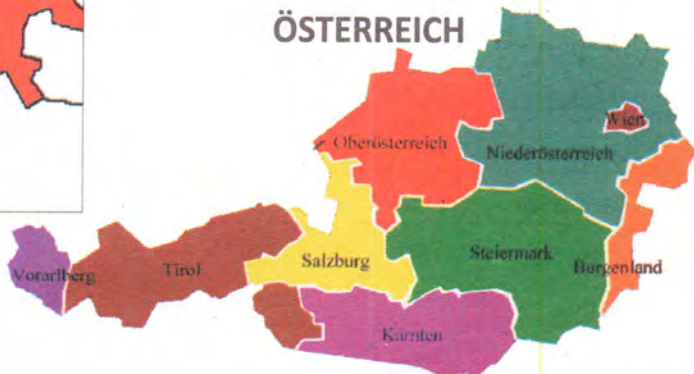 ÖSTERREICH
Wien
Oberösterreich
Niederösterreich
Salzburg
Steiermark
Vorarlberg
Tirol
Burgenland
Kärnten